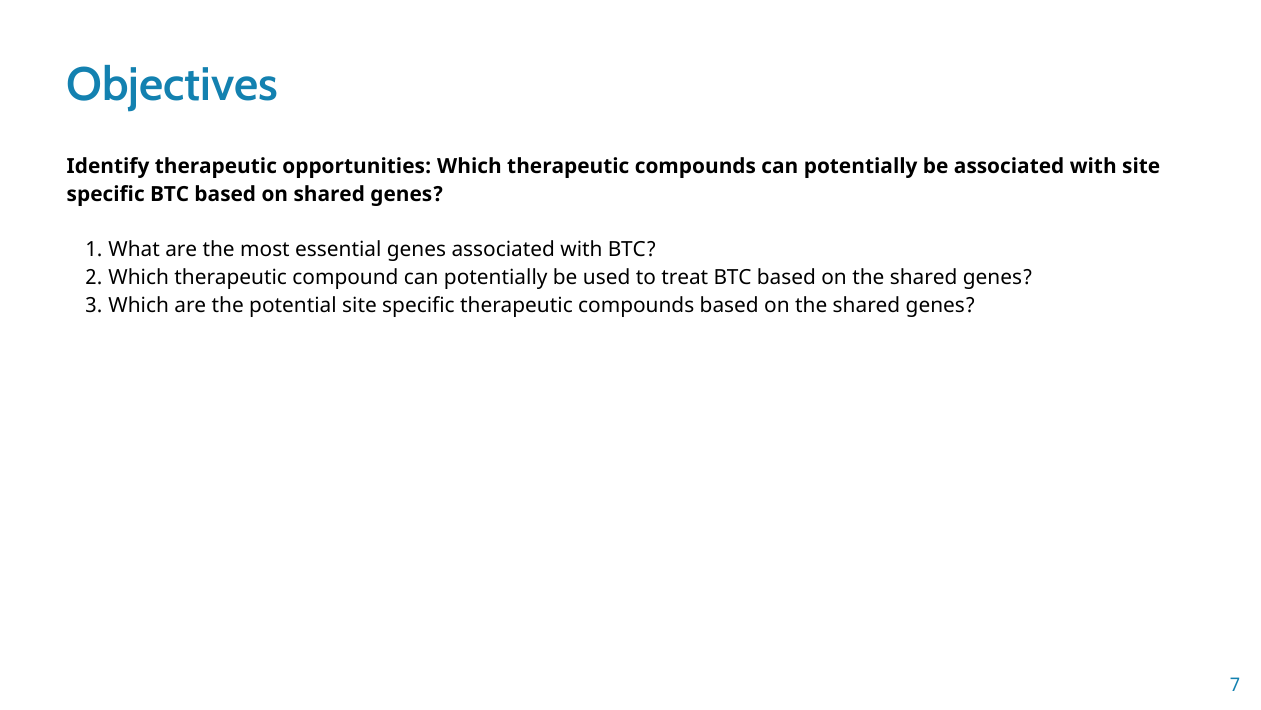 Objectives
Identify therapeutic opportunities: Which therapeutic compounds can potentially be associated with site
specific BTC based on shared genes?
1. What are the most essential genes associated with BTC?
2. Which therapeutic compound can potentially be used to treat BTC based on the shared genes?
3. Which are the potential site specific therapeutic compounds based on the shared genes?
7